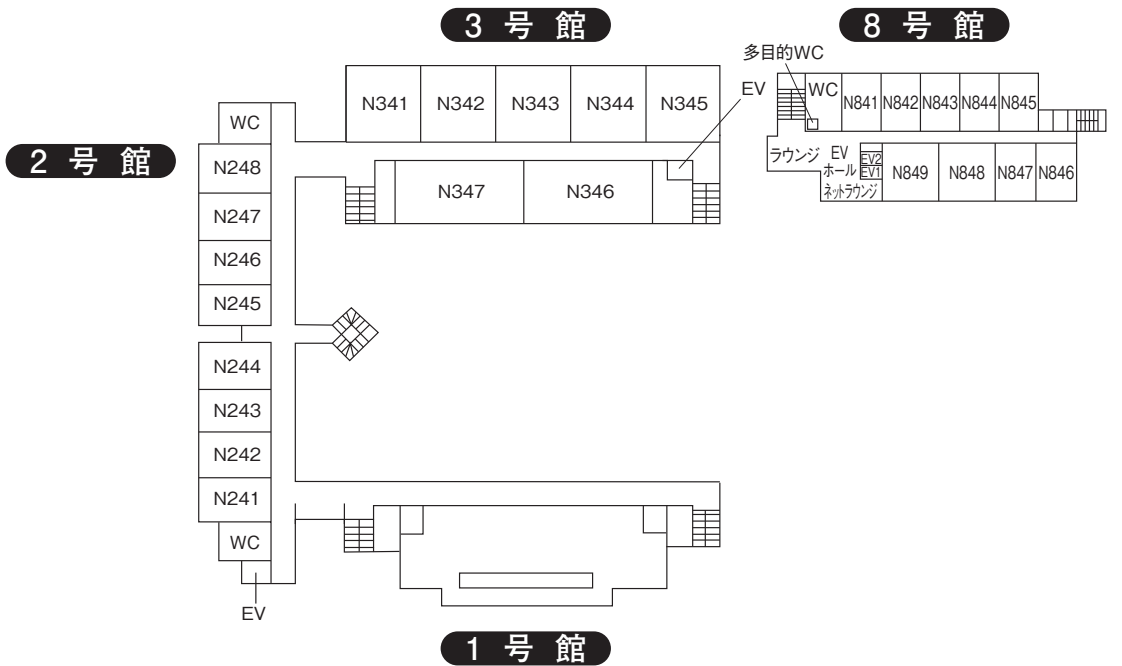 3 号 館
8 号 館
2 号 館
1 号 館
N341
N342
N343
N344
N345
EV
N347
N346
WC
N248
N247
N246
N245
N244
N243
N242
N241
WC
EV
多目的WC
WC
N841
N842
N843
N844
N845
ラウンジ
EV
ホール
ネットラウンジ
EV2
EV1
N849
N848
N847
N846